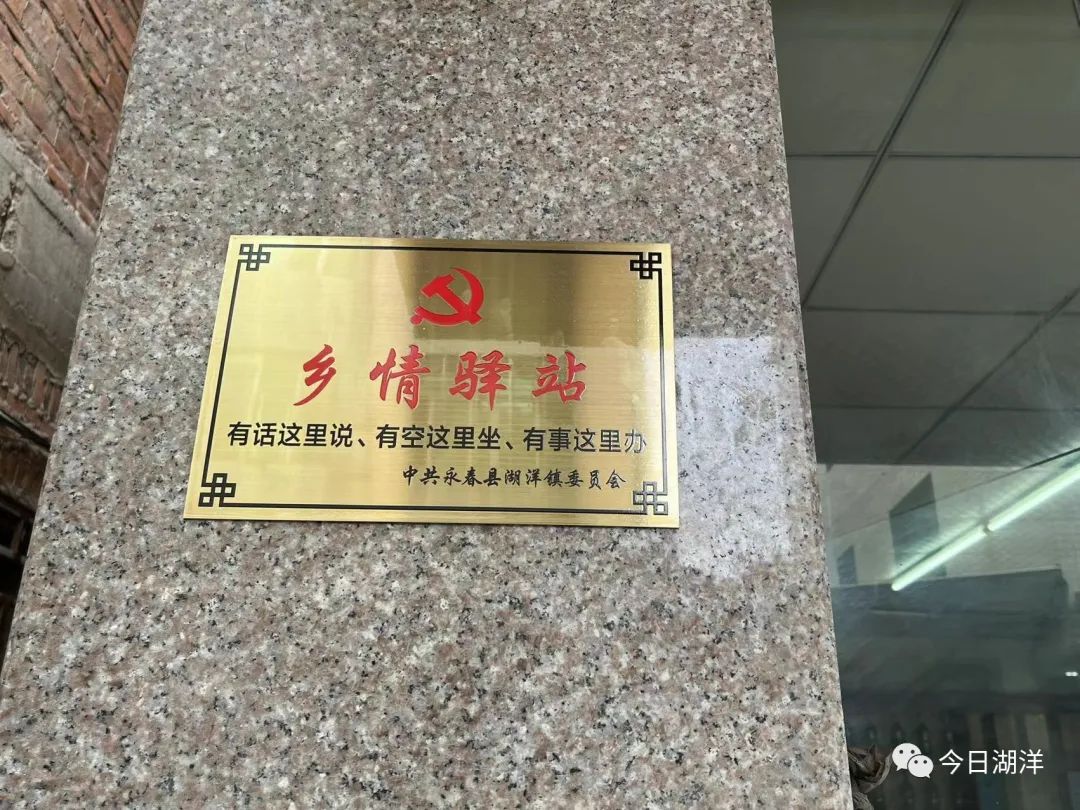 乡情驿站
有话这里说、有空这里坐、有事这里办
中共永春县湖洋镇委员会
今日湖洋